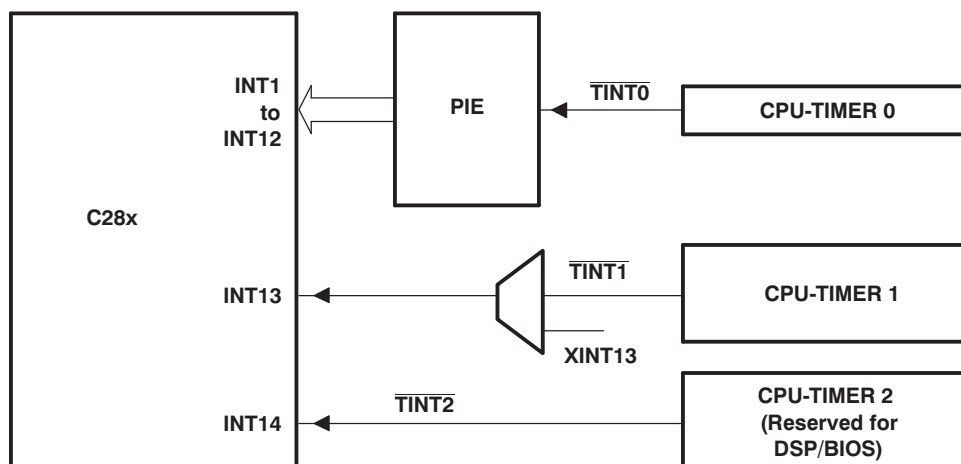 INT1
to
INT12
PIE
TINT0
CPU-TIMER 0
C28x
INT13
TINT1
CPU-TIMER 1
XINT13
INT14
TINT2
CPU-TIMER 2
(Reserved for
DSP/BIOS)